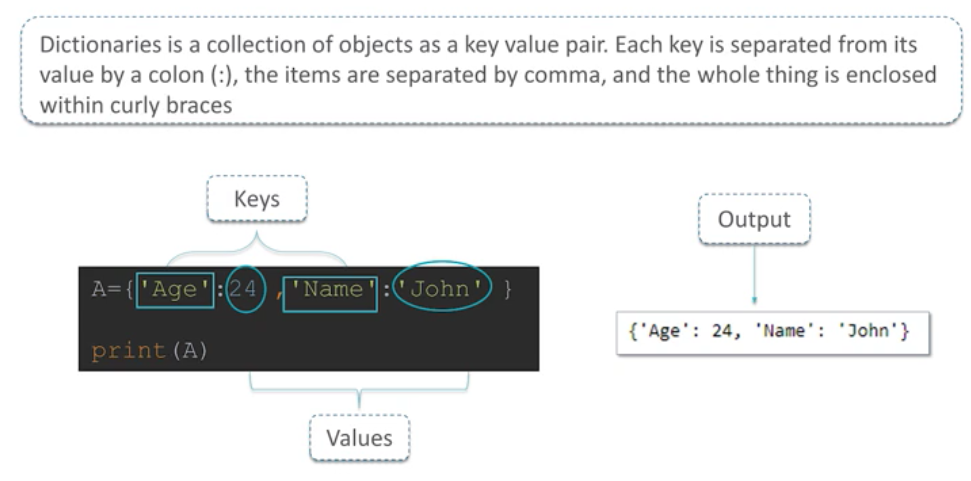 Dictionaries is a collection of objects as a key value pair. Each key is separated from its
value by a colon (:), the items are separated by comma, and the whole thing is enclosed
within curly braces
Keys
Output
A={'Age':24 ,'Name':'John' }
print(A)
{'Age': 24, 'Name': 'John'}
Values